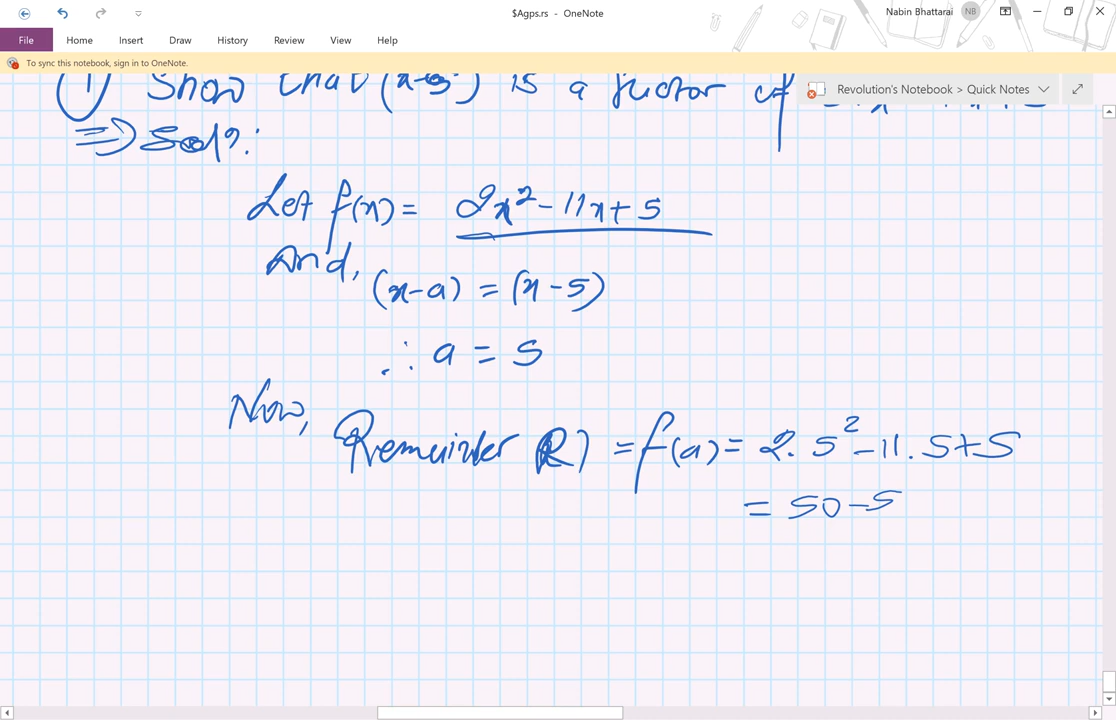 $Agps.rs - OneNote
Nabin Bhattarai NB
File Home Insert Draw History Review View Help
To sync this notebook, sign in to OneNote.
Revolution's Notebook > Quick Notes
(1) Show that (x-5) is a factor of
=> Solⁿ:
Let f(x) = 2x² - 11x + 5
And,
(x-a) = (x-5)
∴ a = 5
Now,
Remainder (R) = f(a) = 2.5² - 11.5+5
= 50-5